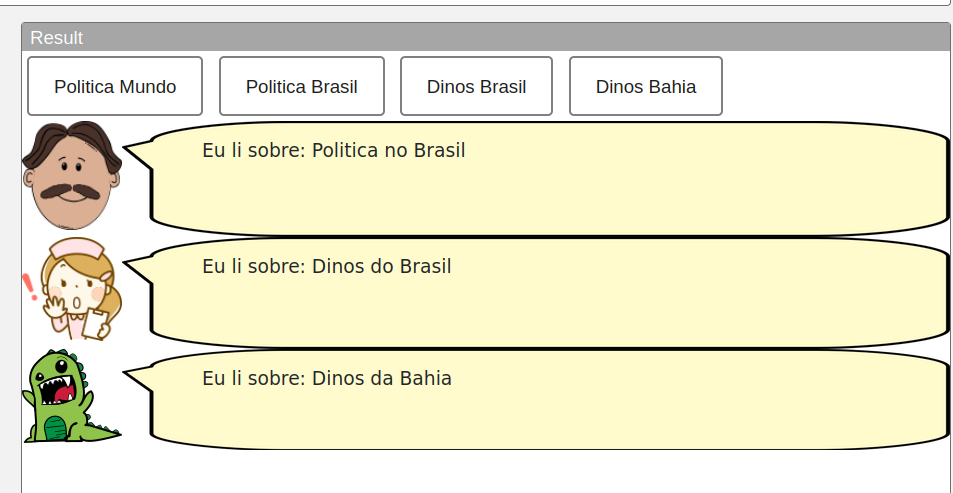 Result
Politica Mundo Politica Brasil Dinos Brasil Dinos Bahia
Eu li sobre: Politica no Brasil
Eu li sobre: Dinos do Brasil
Eu li sobre: Dinos da Bahia